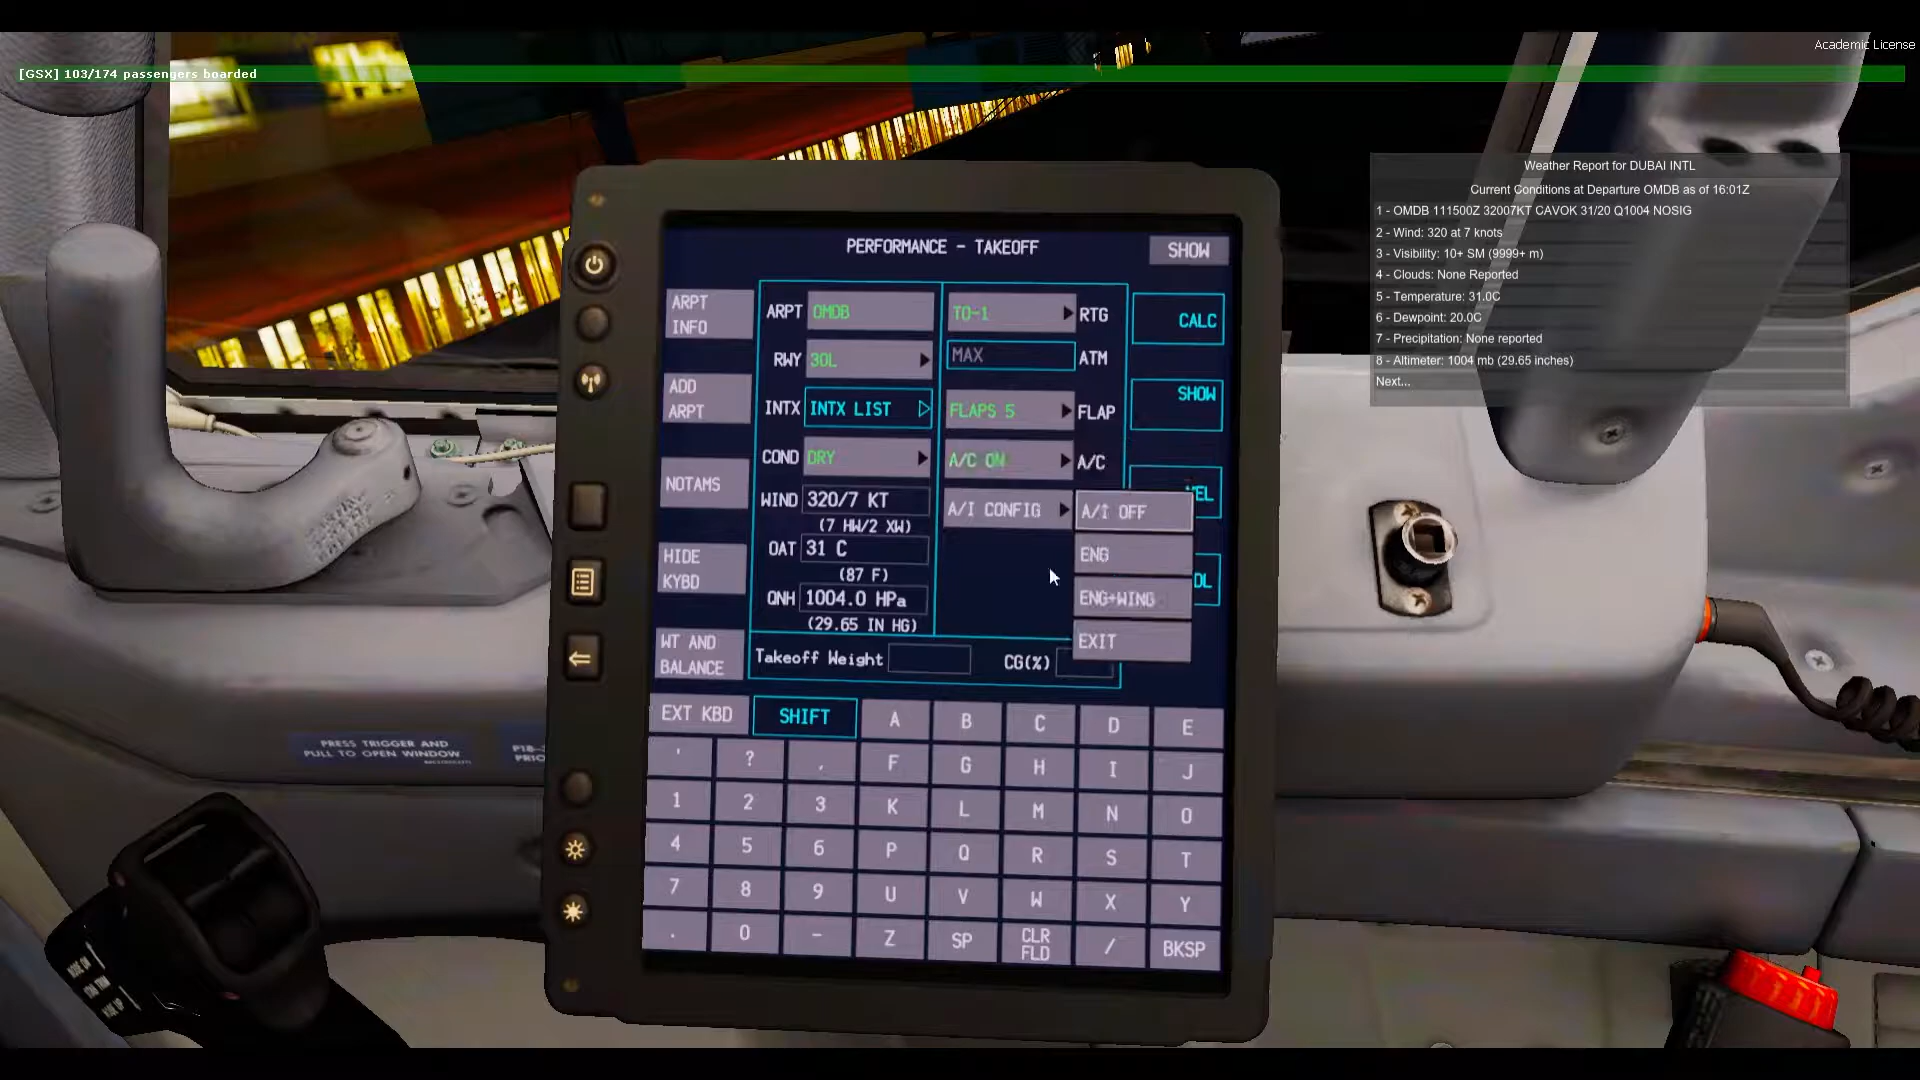 Academic License
[GSX] 103/174 passengers boarded
Weather Report for DUBAI INTL
Current Conditions at Departure OMDB as of 16:01Z
1 - OMDB 111500Z 32007KT CAVOK 31/20 Q1004 NOSIG
2 - Wind: 320 at 7 knots
3 - Visibility: 10+ SM (9999+ m)
4 - Clouds: None Reported
5 - Temperature: 31.0C
6 - Dewpoint: 20.0C
7 - Precipitation: None reported
8 - Altimeter: 1004 mb (29.65 inches)
Next...
PERFORMANCE - TAKEOFF
SHOW
ARPT INFO
ARPT OMDB
TO-1 RTG
CALC
RWY 30L
MAX ATM
ADD ARPT
INTX INTX LIST
FLAPS 5 FLAP
SHOW
COND DRY
A/C ON A/C
NOTAMS
WIND 320/7 KT
(7 HW/2 XW)
A/I CONFIG
A/I OFF
ENG
ENG+WING
EXIT
HIDE KYBD
OAT 31 C
(87 F)
QNH 1004.0 HPa
(29.65 IN HG)
WT AND BALANCE
Takeoff Weight
CG(%)
EXT KBD SHIFT A B C D E
' ? , F G H I J
1 2 3 K L M N O
4 5 6 P Q R S T
7 8 9 U V W X Y
. 0 - Z SP CLR FLD / BKSP
PRESS TRIGGER AND
PULL TO OPEN WINDOW